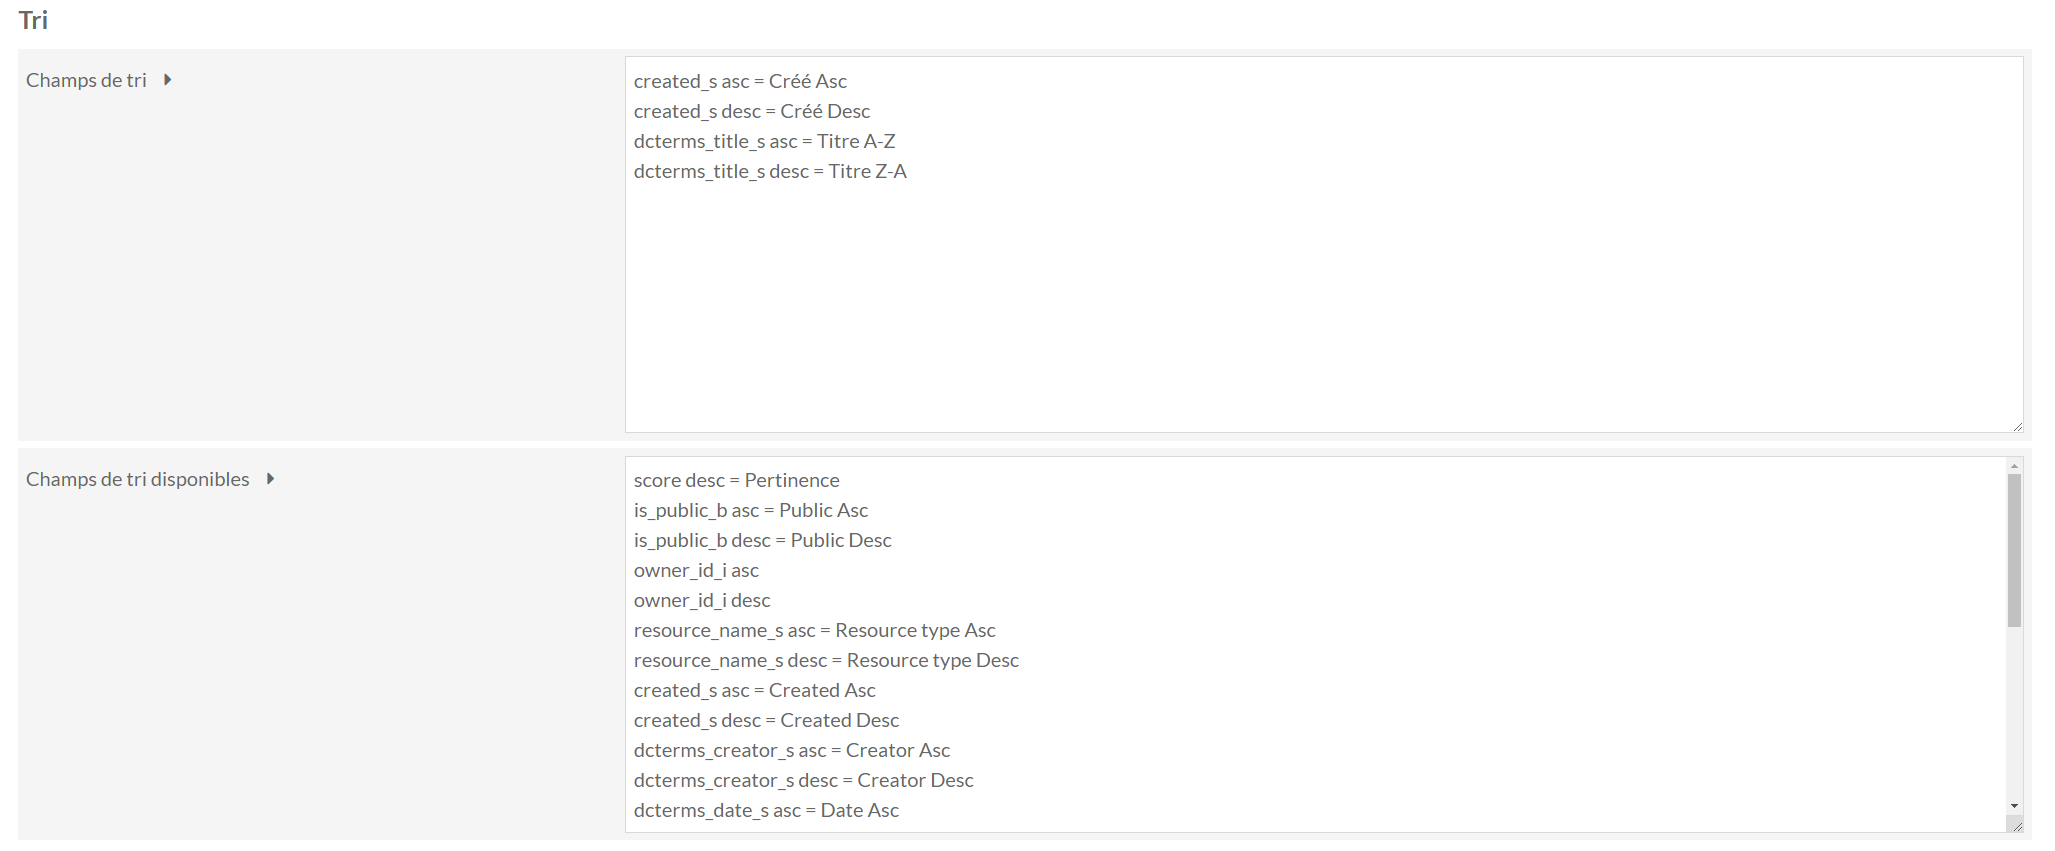 Tri
Champs de tri
created_s asc = Créé Asc
created_s desc = Créé Desc
dcterms_title_s asc = Titre A-Z
dcterms_title_s desc = Titre Z-A
Champs de tri disponibles
score desc = Pertinence
is_public_b asc = Public Asc
is_public_b desc = Public Desc
owner_id_i asc
owner_id_i desc
resource_name_s asc = Resource type Asc
resource_name_s desc = Resource type Desc
created_s asc = Created Asc
created_s desc = Created Desc
dcterms_creator_s asc = Creator Asc
dcterms_creator_s desc = Creator Desc
dcterms_date_s asc = Date Asc